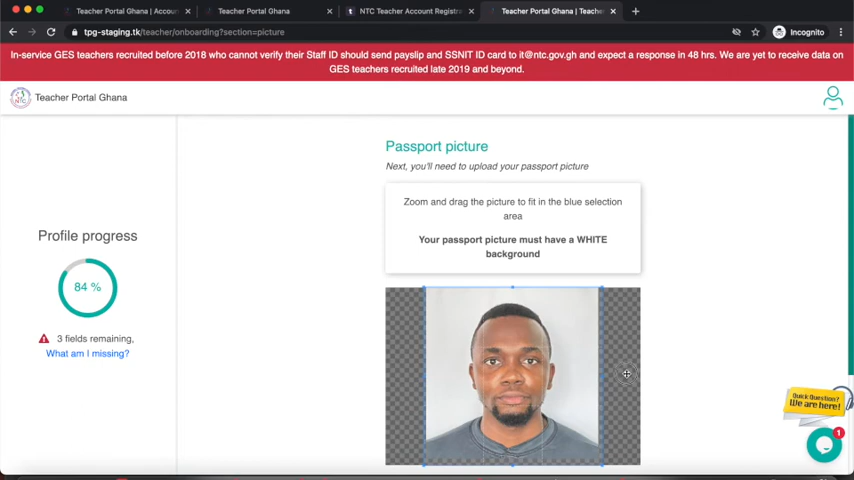 Teacher Portal Ghana | Accoun
Teacher Portal Ghana
NTC Teacher Account Registra
Teacher Portal Ghana | Teache
tpg-staging.tk/teacher/onboarding?section=picture
Incognito
In-service GES teachers recruited before 2018 who cannot verify their Staff ID should send payslip and SSNIT ID card to it@ntc.gov.gh and expect a response in 48 hrs. We are yet to receive data on
GES teachers recruited late 2019 and beyond.
NTC
Teacher Portal Ghana
Passport picture
Next, you'll need to upload your passport picture
Zoom and drag the picture to fit in the blue selection
area
Your passport picture must have a WHITE
background
Profile progress
84 %
3 fields remaining,
What am I missing?
Quick Question?
We are here!
1